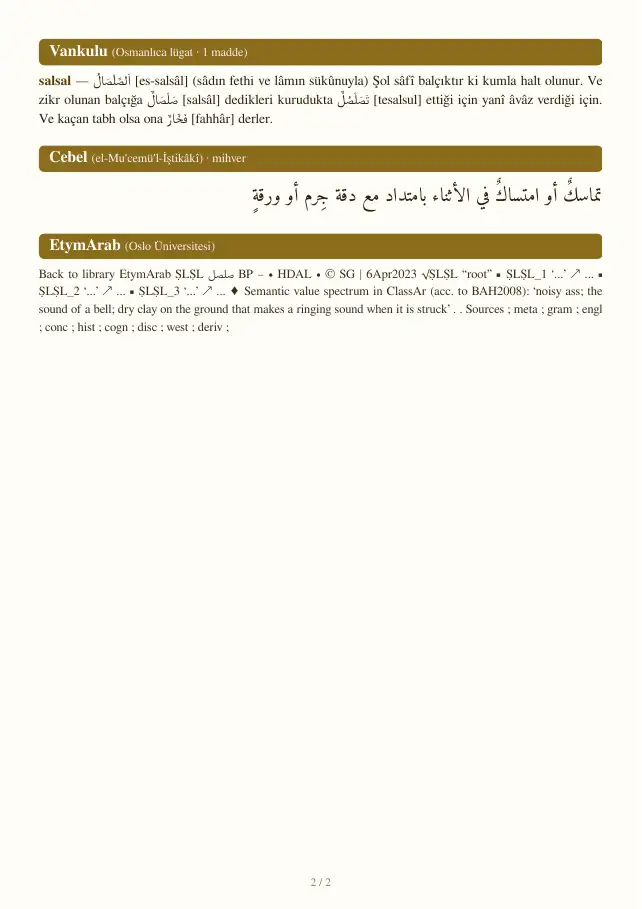 Vankulu (Osmanlıca lügat · 1 madde)
salsal — اَلصَّلْصَالُ [es-salsâl] (sâdın fethi ve lâmın sükûnuyla) Şol sâfî balçıktır ki kumla halt olunur. Ve
zikr olunan balçığa صَلْصَالٌ [salsâl] dedikleri kurudukta تَصَلْصُلٌ [tesalsul] ettiği için yanî âvâz verdiği için.
Ve kaçan tabh olsa ona فَخَّارٌ [fahhâr] derler.
Cebel (el-Mu'cemü'l-İştikâkî) · mihver
تماسكٌ أو امتساكٌ في الأثناء بامتداد مع دقة جِرم أو ورقةٍ
EtymArab (Oslo Üniversitesi)
Back to library EtymArab ṢLṢL صلصل BP – • HDAL • © SG | 6Apr2023 √ṢLṢL “root” ▪ ṢLṢL_1 ‘...’ ↗ ... ▪
ṢLṢL_2 ‘...’ ↗ ... ▪ ṢLṢL_3 ‘...’ ↗ ... ♦ Semantic value spectrum in ClassAr (acc. to BAH2008): ‘noisy ass; the
sound of a bell; dry clay on the ground that makes a ringing sound when it is struck’ . . Sources ; meta ; gram ; engl
; conc ; hist ; cogn ; disc ; west ; deriv ;
2 / 2